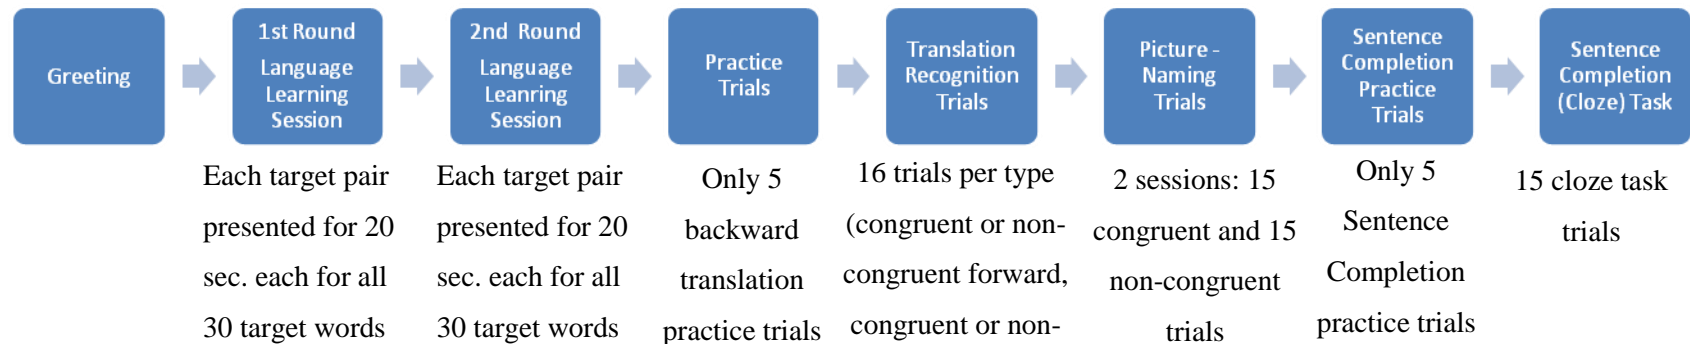 Greeting
1st Round
Language
Learning
Session
2nd Round
Language
Leanring
Session
Practice
Trials
Translation
Recognition
Trials
Picture -
Naming
Trials
Sentence
Completion
Practice
Trials
Sentence
Completion
(Cloze) Task
Each target pair
presented for 20
sec. each for all
30 target words
Each target pair
presented for 20
sec. each for all
30 target words
Only 5
backward
translation
practice trials
16 trials per type
(congruent or non-
congruent forward,
congruent or non-
2 sessions: 15
congruent and 15
non-congruent
trials
Only 5
Sentence
Completion
practice trials
15 cloze task
trials